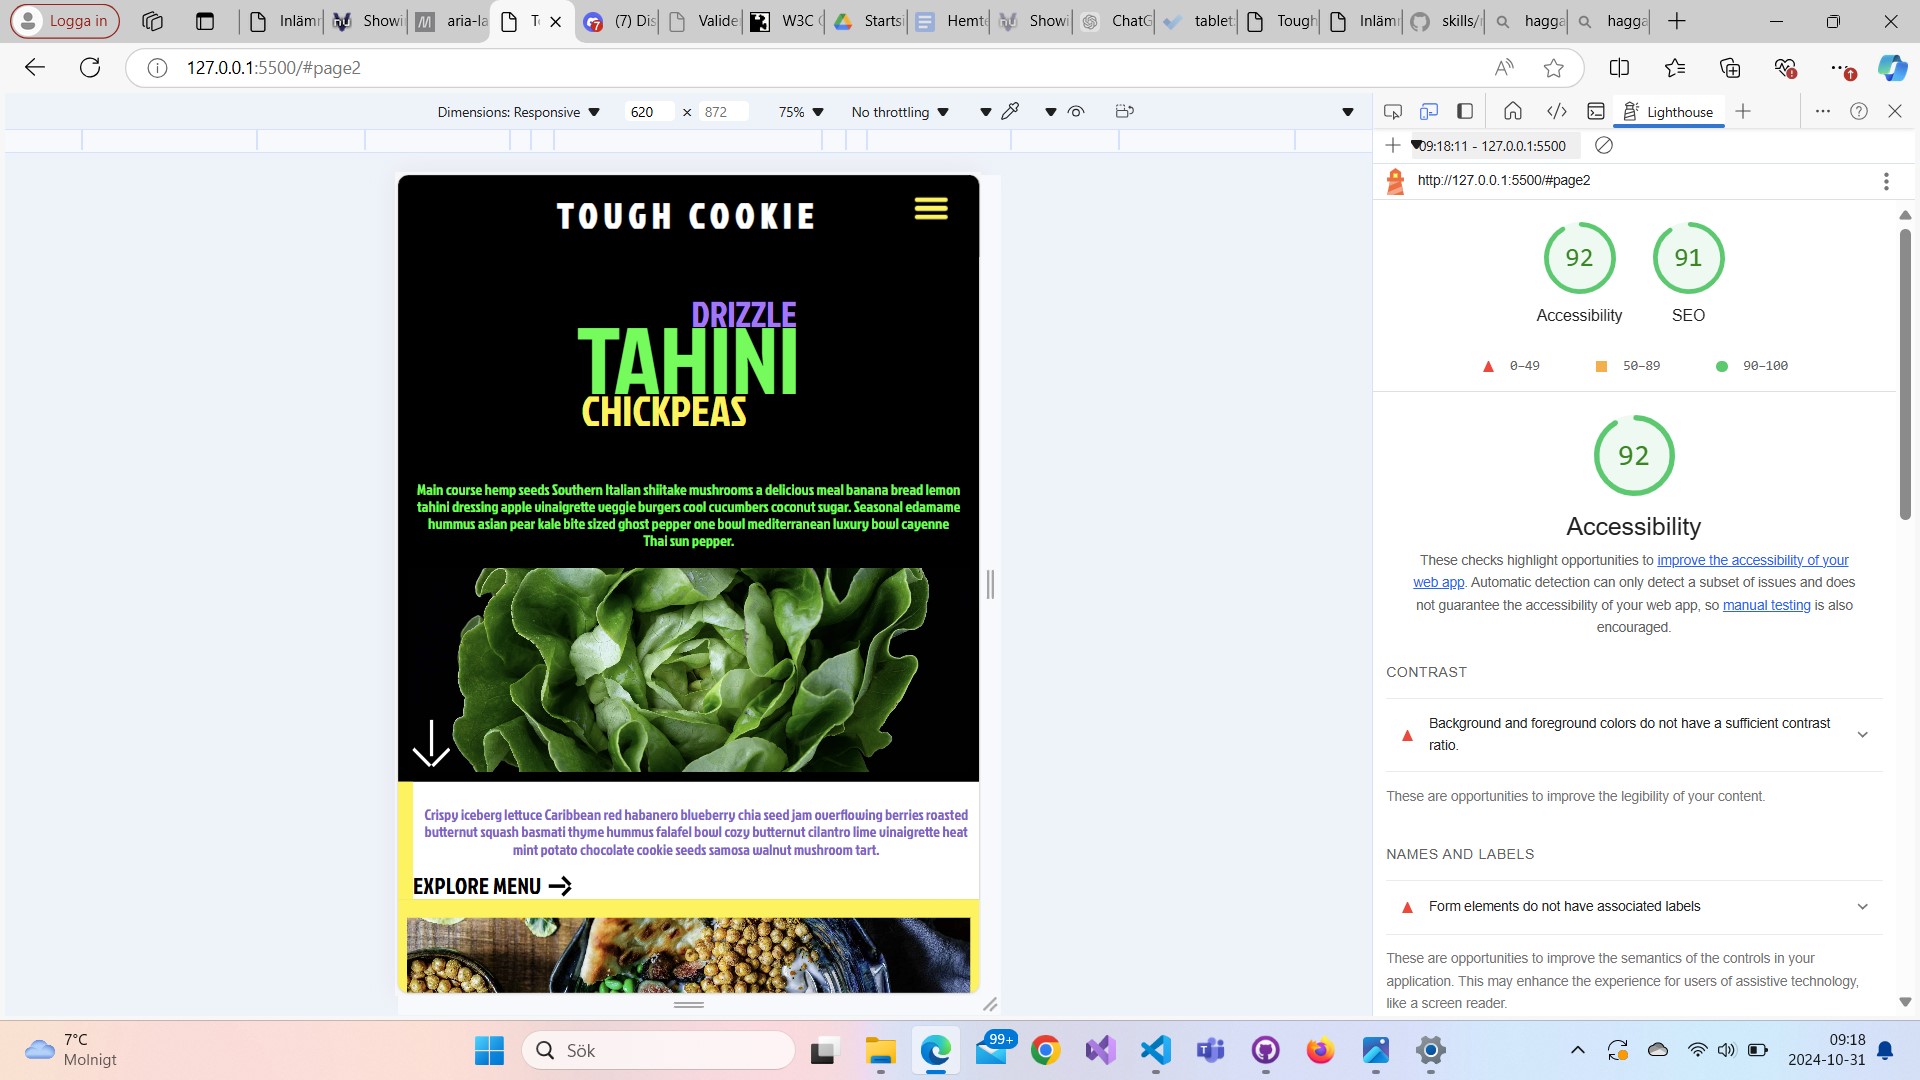 Logga in
Inlämr
Showi
aria-la
To
(7) Dis
Valider
W3C
Startsi
Hemte
Showi
ChatG
tablet:
Tough
Inlämr
skills/r
hagga
hagga
127.0.0.1:5500/#page2
Dimensions: Responsive
620 × 872
75%
No throttling
Lighthouse
09:18:11 - 127.0.0.1:5500
http://127.0.0.1:5500/#page2
TOUGH COOKIE
DRIZZLE
TAHINI
CHICKPEAS
Main course hemp seeds Southern Italian shiitake mushrooms a delicious meal banana bread lemon
tahini dressing apple vinaigrette veggie burgers cool cucumbers coconut sugar. Seasonal edamame
hummus asian pear kale bite sized ghost pepper one bowl mediterranean luxury bowl cayenne
Thai sun pepper.
Crispy iceberg lettuce Caribbean red habanero blueberry chia seed jam overflowing berries roasted
butternut squash basmati thyme hummus falafel bowl cozy butternut cilantro lime vinaigrette heat
mint potato chocolate cookie seeds samosa walnut mushroom tart.
EXPLORE MENU
92
91
Accessibility
SEO
0–49
50–89
90–100
92
Accessibility
These checks highlight opportunities to improve the accessibility of your
web app. Automatic detection can only detect a subset of issues and does
not guarantee the accessibility of your web app, so manual testing is also
encouraged.
CONTRAST
Background and foreground colors do not have a sufficient contrast
ratio.
These are opportunities to improve the legibility of your content.
NAMES AND LABELS
Form elements do not have associated labels
These are opportunities to improve the semantics of the controls in your
application. This may enhance the experience for users of assistive technology,
like a screen reader.
7°C
Molnigt
Sök
99+
09:18
2024-10-31